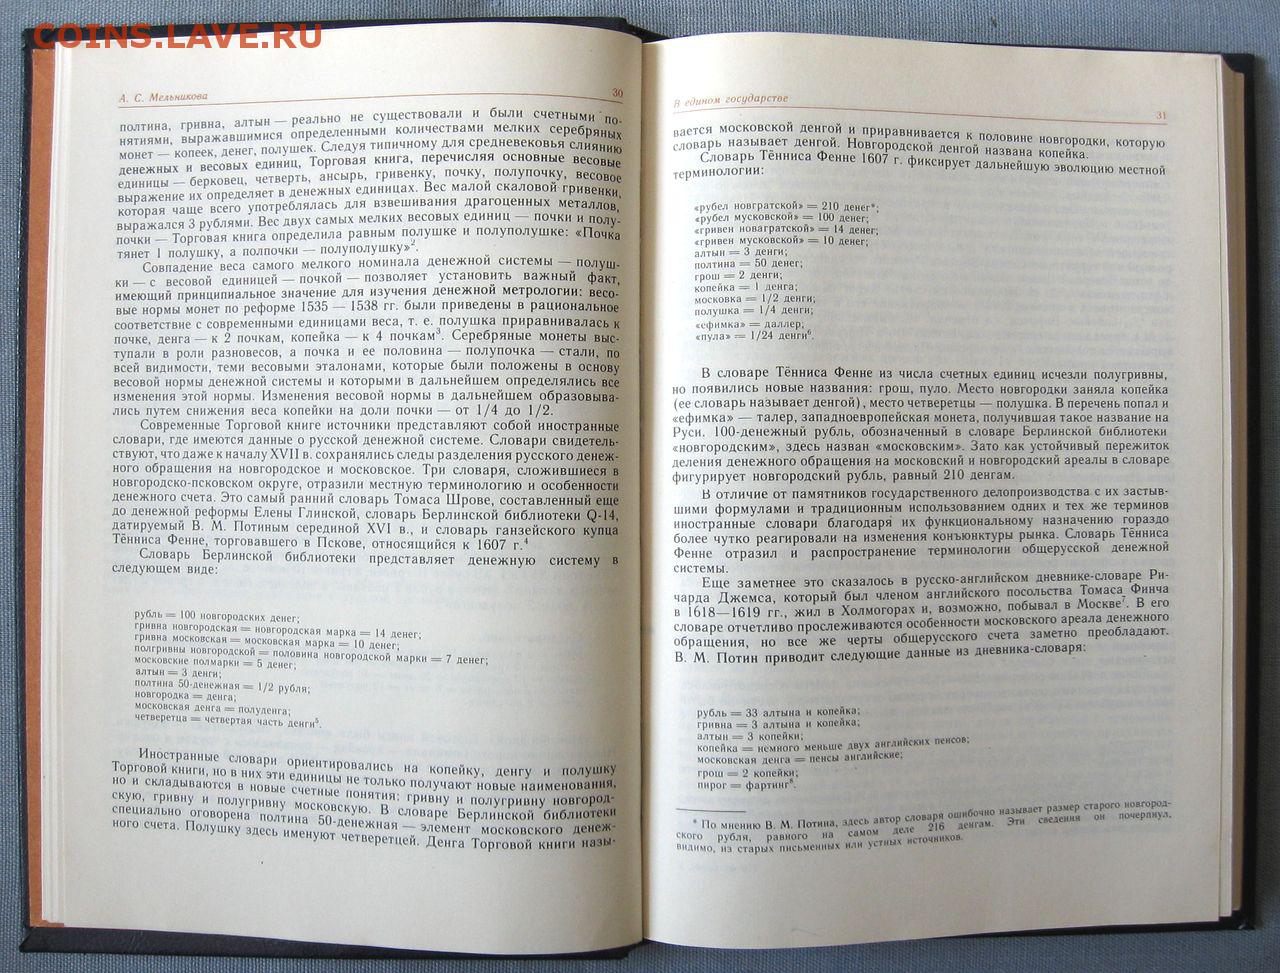 COINS.LAVE.RU
А. С. Мельникова 30
полтина, гривна, алтын — реально не существовали и были счетными по-
нятиями, выражавшимися определенными количествами мелких серебряных
монет — копеек, денег, полушек. Следуя типичному для средневековья слиянию
денежных и весовых единиц, Торговая книга, перечисляя основные весовые
единицы — берковец, четверть, ансырь, гривенку, почку, полупочку, весовое
выражение их определяет в денежных единицах. Вес малой скаловой гривенки,
которая чаще всего употреблялась для взвешивания драгоценных металлов,
выражался 3 рублями. Вес двух самых мелких весовых единиц — почки и полу-
почки — Торговая книга определила равным полушке и полуполушке: «Почка
тянет 1 полушку, а полпочки — полуполушку»2.
Совпадение веса самого мелкого номинала денежной системы — полуш-
ки — с весовой единицей — почкой — позволяет установить важный факт,
имеющий принципиальное значение для изучения денежной метрологии: весо-
вые нормы монет по реформе 1535 — 1538 гг. были приведены в рациональное
соответствие с современными единицами веса, т. е. полушка приравнивалась к
почке, денга — к 2 почкам, копейка — к 4 почкам3. Серебряные монеты выс-
тупали в роли разновесов, а почка и ее половина — полупочка — стали, по
всей видимости, теми весовыми эталонами, которые были положены в основу
весовой нормы денежной системы и которыми в дальнейшем определялись все
изменения этой нормы. Изменения весовой нормы в дальнейшем образовыва-
лись путем снижения веса копейки на доли почки — от 1/4 до 1/2.
Современные Торговой книге источники представляют собой иностранные
словари, где имеются данные о русской денежной системе. Словари свидетель-
ствуют, что даже к началу XVII в. сохранялись следы разделения русского денеж-
ного обращения на новгородское и московское. Три словаря, сложившиеся в
новгородско-псковском округе, отразили местную терминологию и особенности
денежного счета. Это самый ранний словарь Томаса Шрове, составленный еще
до денежной реформы Елены Глинской, словарь Берлинской библиотеки Q-14,
датируемый В. М. Потиным серединой XVI в., и словарь ганзейского купца
Тённиса Фенне, торговавшего в Пскове, относящийся к 1607 г.4
Словарь Берлинской библиотеки представляет денежную систему в
следующем виде:
рубль = 100 новгородских денег;
гривна новгородская = новгородская марка = 14 денег;
гривна московская = московская марка = 10 денег;
полгривны новгородской = половина новгородской марки = 7 денег;
московские полмарки = 5 денег;
алтын = 3 денги;
полтина 50-денежная = 1/2 рубля;
новгородка = денга;
московская денга = полуденга;
четверетца = четвертая часть денги5.
Иностранные словари ориентировались на копейку, денгу и полушку
Торговой книги, но в них эти единицы не только получают новые наименования,
но и складываются в новые счетные понятия: гривну и полугривну новгород-
скую, гривну и полугривну московскую. В словаре Берлинской библиотеки
специально оговорена полтина 50-денежная — элемент московского денеж-
ного счета. Полушку здесь именуют четверетцей. Денга Торговой книги назы-
В едином государстве 31
вается московской денгой и приравнивается к половине новгородки, которую
словарь называет денгой. Новгородской денгой названа копейка.
Словарь Тённиса Фенне 1607 г. фиксирует дальнейшую эволюцию местной
терминологии:
«рубел новгратской» = 210 денег*;
«рубел мусковской» = 100 денег;
«гривен новагратской» = 14 денег;
«гривен мусковской» = 10 денег;
алтын = 3 денги;
полтина = 50 денег;
грош = 2 денги;
копейка = 1 денга;
московка = 1/2 денги;
полушка = 1/4 денги;
«ефимка» = даллер;
«пула» = 1/24 денги6.
В словаре Тённиса Фенне из числа счетных единиц исчезли полугривны,
но появились новые названия: грош, пуло. Место новгородки заняла копейка
(ее словарь называет денгой), место четверетцы — полушка. В перечень попал и
«ефимка» — талер, западноевропейская монета, получившая такое название на
Руси. 100-денежный рубль, обозначенный в словаре Берлинской библиотеки
«новгородским», здесь назван «московским». Зато как устойчивый пережиток
деления денежного обращения на московский и новгородский ареалы в словаре
фигурирует новгородский рубль, равный 210 денгам.
В отличие от памятников государственного делопроизводства с их застыв-
шими формулами и традиционным использованием одних и тех же терминов
иностранные словари благодаря их функциональному назначению гораздо
более чутко реагировали на изменения конъюнктуры рынка. Словарь Тённиса
Фенне отразил и распространение терминологии общерусской денежной
системы.
Еще заметнее это сказалось в русско-английском дневнике-словаре Ри-
чарда Джемса, который был членом английского посольства Томаса Финча
в 1618—1619 гг., жил в Холмогорах и, возможно, побывал в Москве7. В его
словаре отчетливо прослеживаются особенности московского ареала денежного
обращения, но все же черты общерусского счета заметно преобладают.
В. М. Потин приводит следующие данные из дневника-словаря:
рубль = 33 алтына и копейка;
гривна = 3 алтына и копейка;
алтын = 3 копейки;
копейка = немного меньше двух английских пенсов;
московская денга = пенсы английские;
грош = 2 копейки;
пирог = фартинг8.
* По мнению В. М. Потина, здесь автор словаря ошибочно называет размер старого новгород-
ского рубля, равного на самом деле 216 денгам. Эти сведения он почерпнул,
видимо, из старых письменных или устных источников.